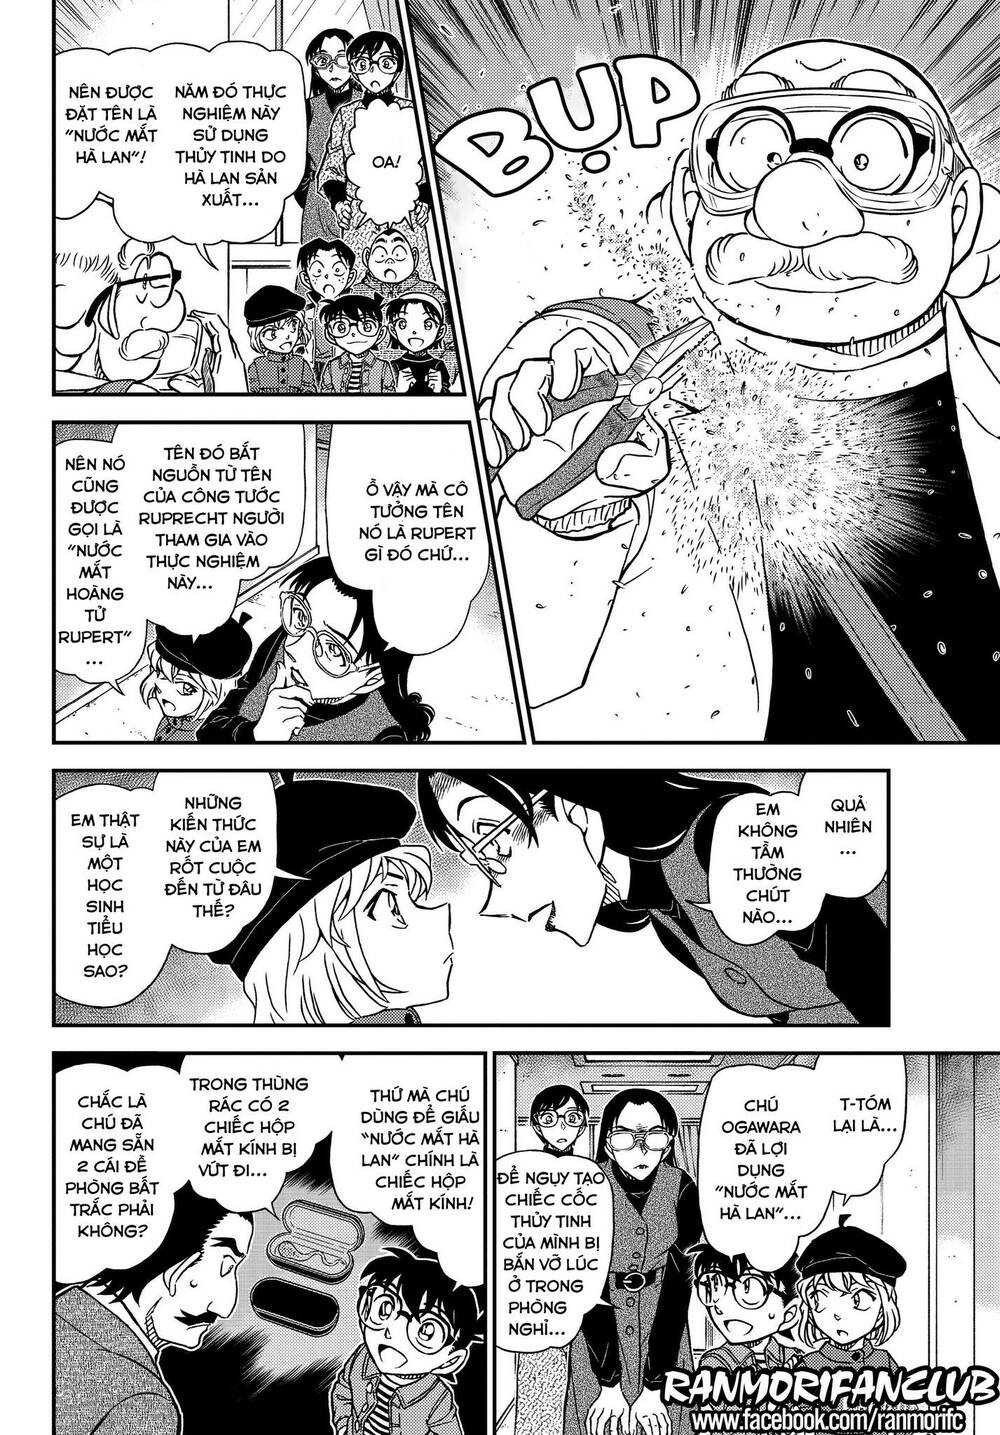 BỤP
OA!
NĂM ĐÓ THỰC
NGHIỆM NÀY
SỬ DỤNG
THỦY TINH DO
HÀ LAN SẢN
XUẤT...
NÊN ĐƯỢC
ĐẶT TÊN LÀ
"NƯỚC MẮT
HÀ LAN"!
Ồ VẬY MÀ CÔ
TƯỞNG TÊN
NÓ LÀ RUPERT
GÌ ĐÓ CHỨ...
TÊN ĐÓ BẮT
NGUỒN TỪ TÊN
CỦA CÔNG TƯỚC
RUPRECHT NGƯỜI
THAM GIA VÀO
THỰC NGHIỆM
NÀY...
NÊN NÓ
CŨNG
ĐƯỢC
GỌI LÀ
"NƯỚC
MẮT
HOÀNG
TỬ
RUPERT"
...
QUẢ
NHIÊN
...
EM
KHÔNG
TẦM
THƯỜNG
CHÚT
NÀO...
NHỮNG
KIẾN THỨC
NÀY CỦA EM
RỐT CUỘC
ĐẾN TỪ ĐÂU
THẾ?
EM THẬT
SỰ LÀ
MỘT
HỌC
SINH
TIỂU
HỌC
SAO?
T-TÓM
LẠI LÀ...
CHÚ
OGAWARA
ĐÃ LỢI
DỤNG
"NƯỚC MẮT
HÀ LAN"...
ĐỂ NGỤY TẠO
CHIẾC CỐC
THỦY TINH
CỦA MÌNH BỊ
BẮN VỠ LÚC
Ở TRONG
PHÒNG
NGHỈ...
THỨ MÀ CHÚ
DÙNG ĐỂ GIẤU
"NƯỚC MẮT HÀ
LAN" CHÍNH LÀ
CHIẾC HỘP
MẮT KÍNH!
TRONG THÙNG
RÁC CÓ 2
CHIẾC HỘP
MẮT KÍNH BỊ
VỨT ĐI...
CHẮC LÀ
CHÚ ĐÃ
MANG SẴN
2 CÁI ĐỂ
PHÒNG BẤT
TRẮC PHẢI
KHÔNG?
RANMORIFANCLUB
www.facebook.com/ranmorifc